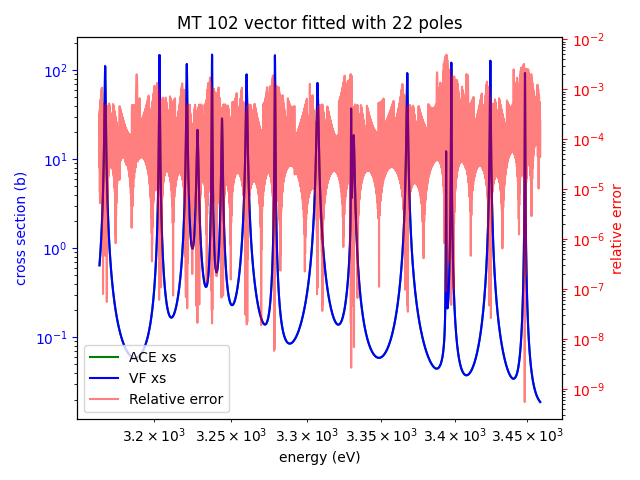 MT 102 vector fitted with 22 poles
10²
10¹
10⁰
10⁻¹
cross section (b)
10⁻²
10⁻³
10⁻⁴
10⁻⁵
10⁻⁶
10⁻⁷
10⁻⁸
10⁻⁹
relative error
ACE xs
VF xs
Relative error
3.2 × 10³ 3.25 × 10³ 3.3 × 10³ 3.35 × 10³ 3.4 × 10³ 3.45 × 10³
energy (eV)